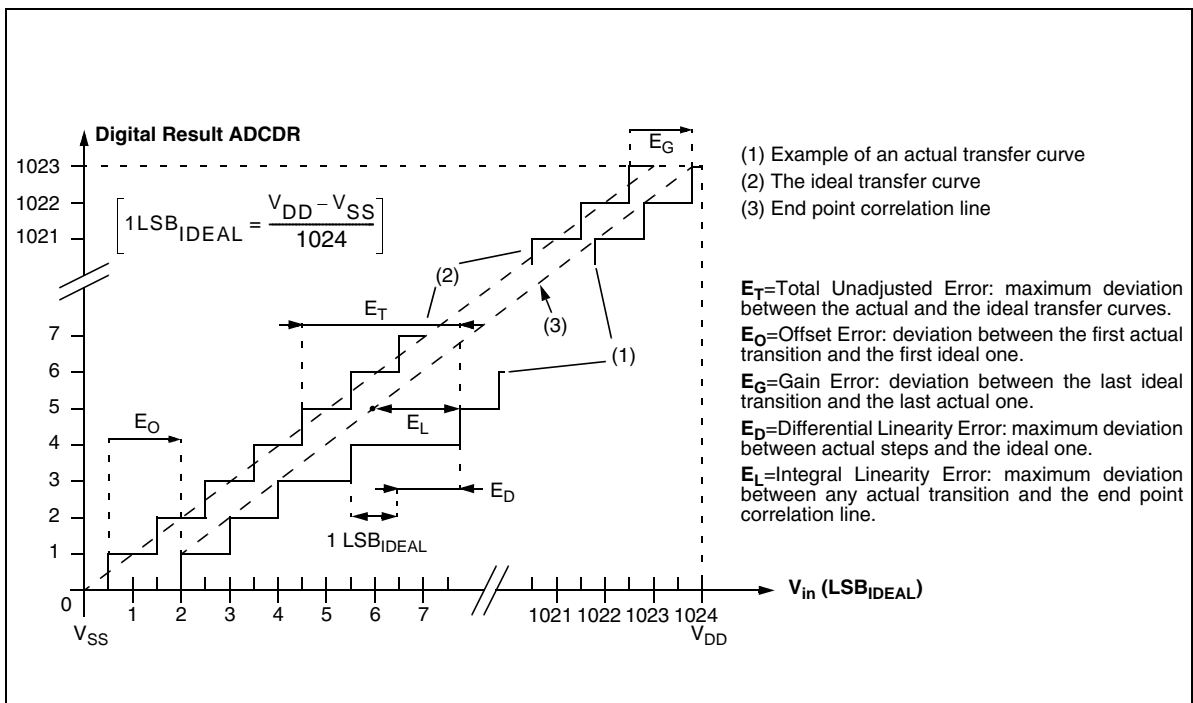 Digital Result ADCDR
E_G
1023
1022
1021
1LSB_IDEAL = (V_DD – V_SS) / 1024
(2)
E_T
(3)
7
6
5
4
3
2
1
0
(1)
E_O
E_L
E_D
1 LSB_IDEAL
1 2 3 4 5 6 7 1021 1022 1023 1024
V_in (LSB_IDEAL)
V_SS
V_DD
(1) Example of an actual transfer curve
(2) The ideal transfer curve
(3) End point correlation line
E_T=Total Unadjusted Error: maximum deviation
between the actual and the ideal transfer curves.
E_O=Offset Error: deviation between the first actual
transition and the first ideal one.
E_G=Gain Error: deviation between the last ideal
transition and the last actual one.
E_D=Differential Linearity Error: maximum deviation
between actual steps and the ideal one.
E_L=Integral Linearity Error: maximum deviation
between any actual transition and the end point
correlation line.